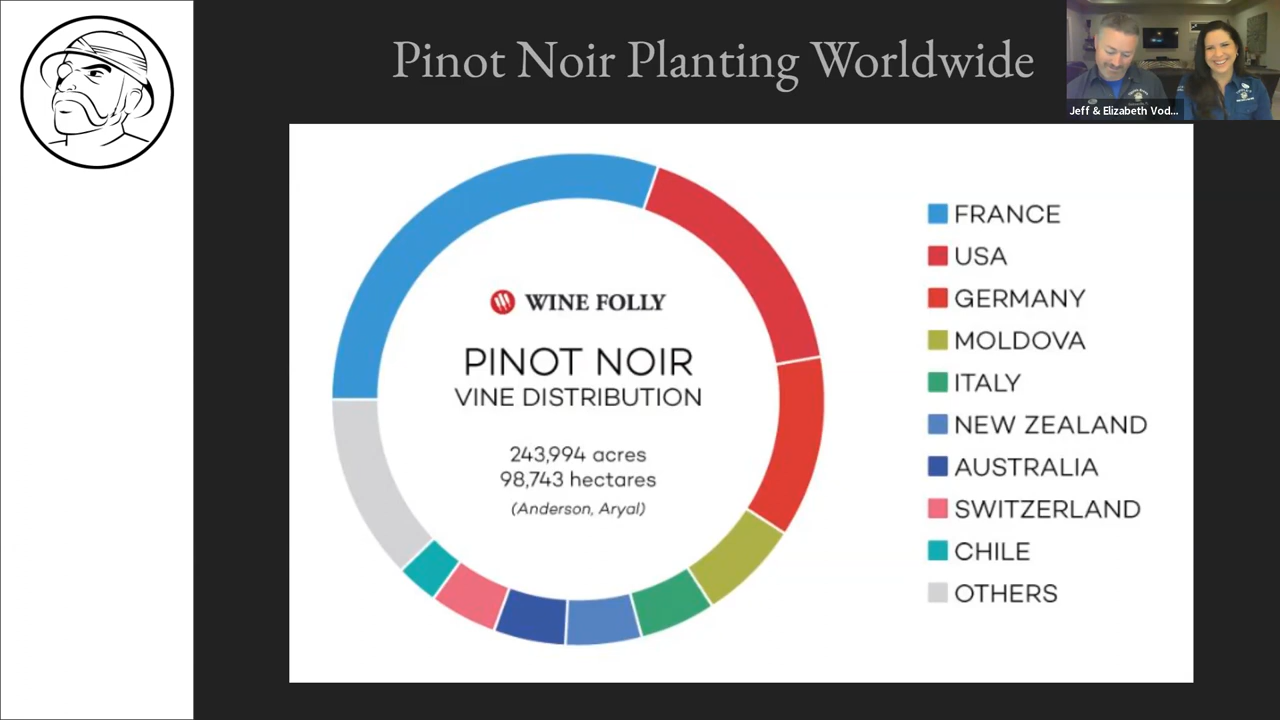 Pinot Noir Planting Worldwide
Jeff & Elizabeth Vod...
WINE FOLLY
PINOT NOIR
VINE DISTRIBUTION
243,994 acres
98,743 hectares
(Anderson, Aryal)
FRANCE
USA
GERMANY
MOLDOVA
ITALY
NEW ZEALAND
AUSTRALIA
SWITZERLAND
CHILE
OTHERS